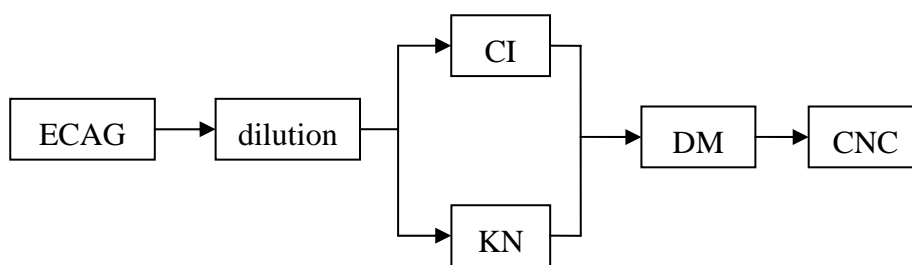 ECAG
dilution
CI
KN
DM
CNC